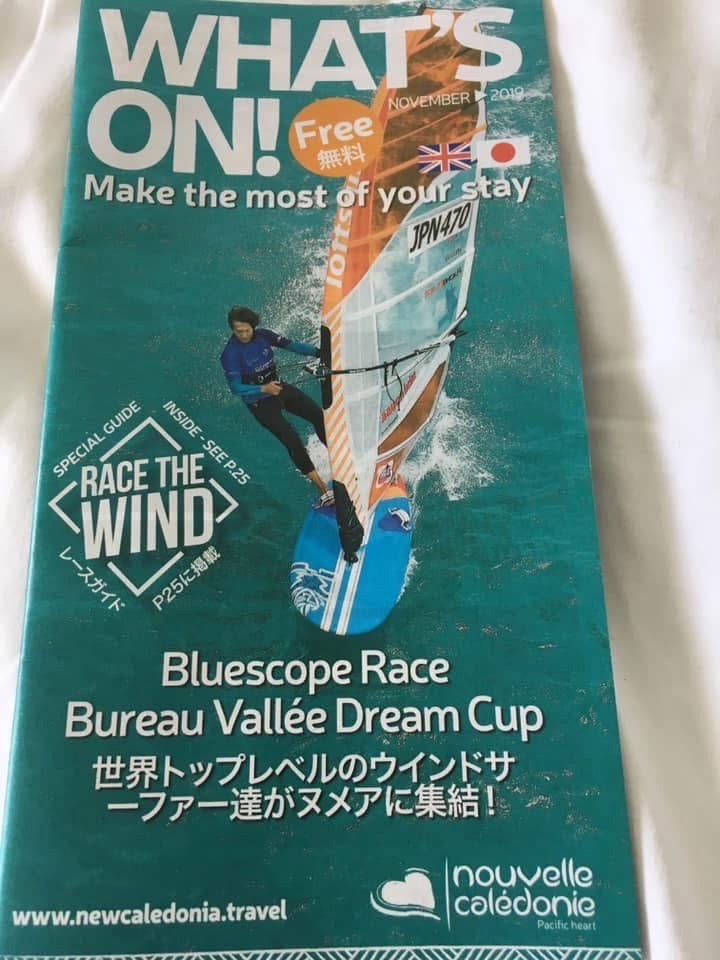 WHAT'S
ON!
NOVEMBER ▶ 2019
Free
無料
Make the most of your stay
JPN470
SPECIAL GUIDE
INSIDE - SEE P.25
RACE THE
WIND
レースガイド
P25に掲載
Bluescope Race
Bureau Vallée Dream Cup
世界トップレベルのウインドサ
ーファー達がヌメアに集結！
www.newcaledonia.travel
nouvelle
calédonie
Pacific heart